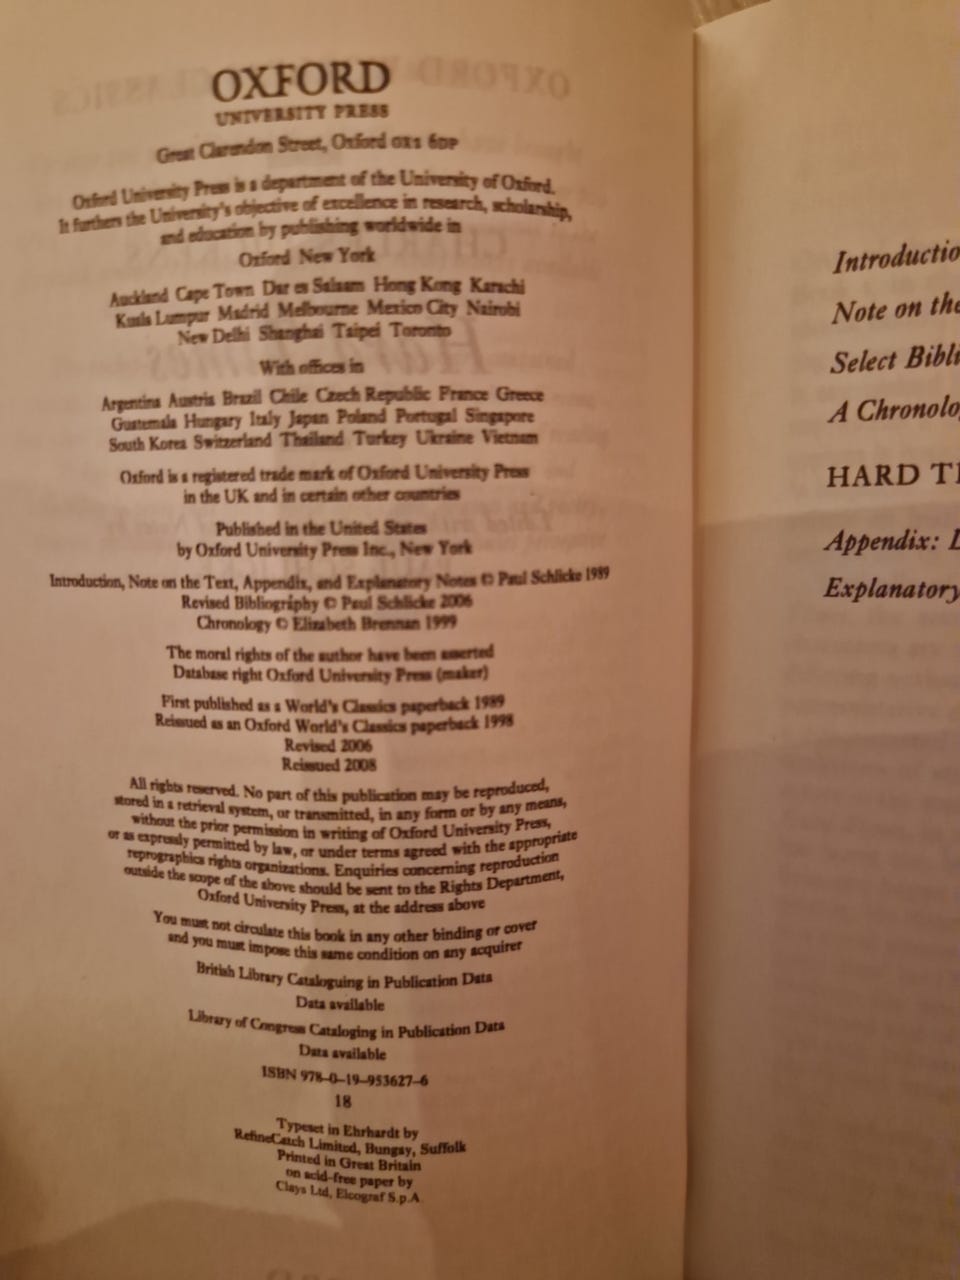 OXFORD
UNIVERSITY PRESS
Great Clarendon Street, Oxford OX2 6DP
Oxford University Press is a department of the University of Oxford.
It furthers the University's objective of excellence in research, scholarship,
and education by publishing worldwide in
Oxford New York
Auckland Cape Town Dar es Salaam Hong Kong Karachi
Kuala Lumpur Madrid Melbourne Mexico City Nairobi
New Delhi Shanghai Taipei Toronto
With offices in
Argentina Austria Brazil Chile Czech Republic France Greece
Guatemala Hungary Italy Japan Poland Portugal Singapore
South Korea Switzerland Thailand Turkey Ukraine Vietnam
Oxford is a registered trade mark of Oxford University Press
in the UK and in certain other countries
Published in the United States
by Oxford University Press Inc., New York
Introduction, Note on the Text, Appendix, and Explanatory Notes © Paul Schlicke 1989
Revised Bibliography © Paul Schlicke 2006
Chronology © Elizabeth Brennan 1999
The moral rights of the author have been asserted
Database right Oxford University Press (maker)
First published as a World's Classics paperback 1989
Reissued as an Oxford World's Classics paperback 1998
Revised 2006
Reissued 2008
All rights reserved. No part of this publication may be reproduced,
stored in a retrieval system, or transmitted, in any form or by any means,
without the prior permission in writing of Oxford University Press,
or as expressly permitted by law, or under terms agreed with the appropriate
reprographics rights organizations. Enquiries concerning reproduction
outside the scope of the above should be sent to the Rights Department,
Oxford University Press, at the address above
You must not circulate this book in any other binding or cover
and you must impose this same condition on any acquirer
British Library Cataloguing in Publication Data
Data available
Library of Congress Cataloging in Publication Data
Data available
ISBN 978–0–19–953627–6
18
Typeset in Ehrhardt by
RefineCatch Limited, Bungay, Suffolk
Printed in Great Britain
on acid-free paper by
Clays Ltd, Elcograf S.p.A
Introductio
Note on the
Select Bibli
A Chronolo
HARD TI
Appendix:
Explanatory